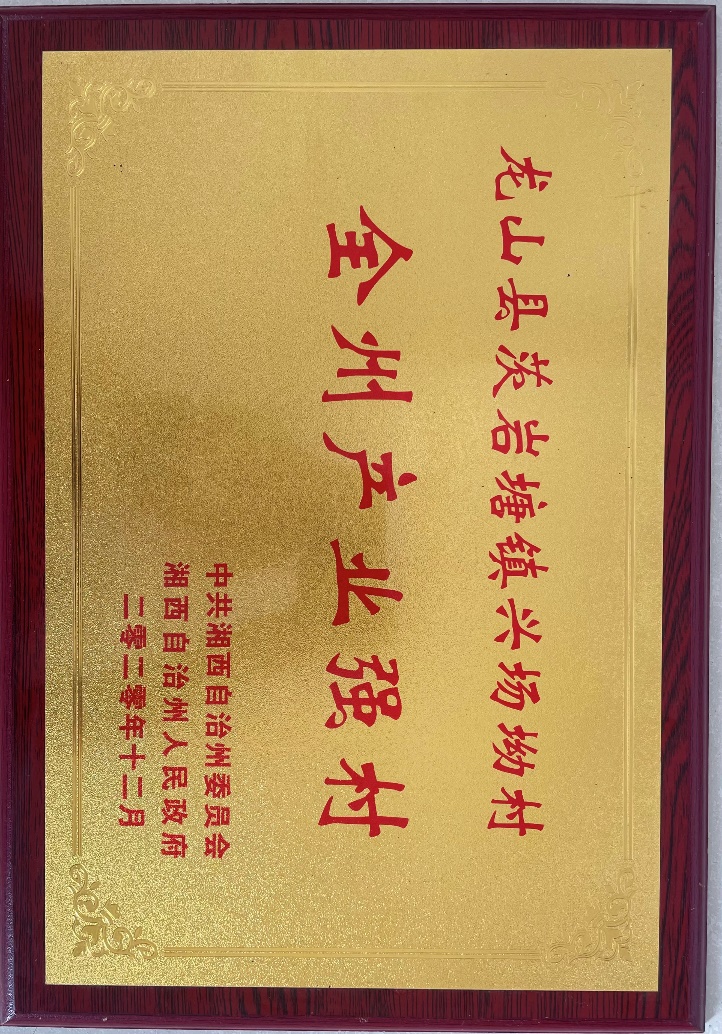 龙山县茨岩塘镇兴场坳村
全州产业强村
中共湘西自治州委员会
湘西自治州人民政府
二零二零年十二月